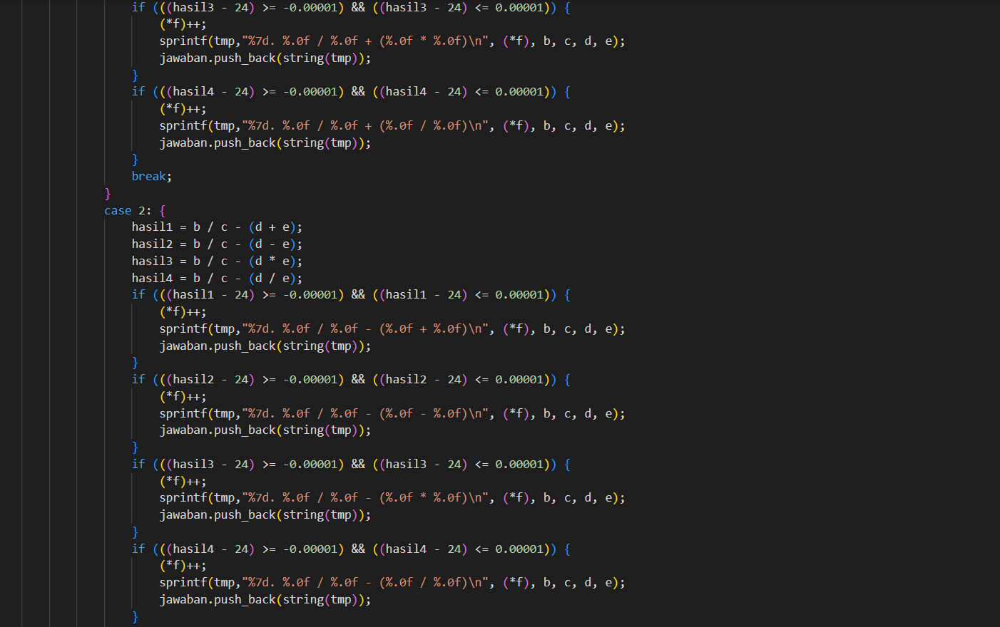 if (((hasil3 - 24) >= -0.00001) && ((hasil3 - 24) <= 0.00001)) {
(*f)++;
sprintf(tmp,"%7d. %.0f / %.0f + (%.0f * %.0f)\n", (*f), b, c, d, e);
jawaban.push_back(string(tmp));
}
if (((hasil4 - 24) >= -0.00001) && ((hasil4 - 24) <= 0.00001)) {
(*f)++;
sprintf(tmp,"%7d. %.0f / %.0f + (%.0f / %.0f)\n", (*f), b, c, d, e);
jawaban.push_back(string(tmp));
}
break;
}
case 2: {
hasil1 = b / c - (d + e);
hasil2 = b / c - (d - e);
hasil3 = b / c - (d * e);
hasil4 = b / c - (d / e);
if (((hasil1 - 24) >= -0.00001) && ((hasil1 - 24) <= 0.00001)) {
(*f)++;
sprintf(tmp,"%7d. %.0f / %.0f - (%.0f + %.0f)\n", (*f), b, c, d, e);
jawaban.push_back(string(tmp));
}
if (((hasil2 - 24) >= -0.00001) && ((hasil2 - 24) <= 0.00001)) {
(*f)++;
sprintf(tmp,"%7d. %.0f / %.0f - (%.0f - %.0f)\n", (*f), b, c, d, e);
jawaban.push_back(string(tmp));
}
if (((hasil3 - 24) >= -0.00001) && ((hasil3 - 24) <= 0.00001)) {
(*f)++;
sprintf(tmp,"%7d. %.0f / %.0f - (%.0f * %.0f)\n", (*f), b, c, d, e);
jawaban.push_back(string(tmp));
}
if (((hasil4 - 24) >= -0.00001) && ((hasil4 - 24) <= 0.00001)) {
(*f)++;
sprintf(tmp,"%7d. %.0f / %.0f - (%.0f / %.0f)\n", (*f), b, c, d, e);
jawaban.push_back(string(tmp));
}